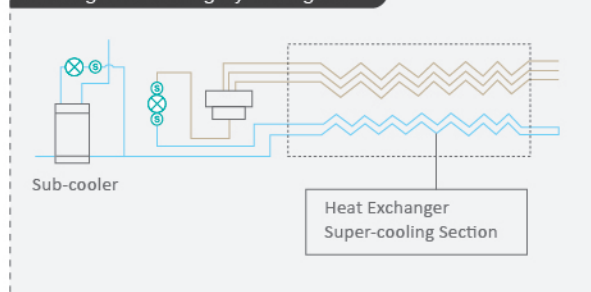 S
S
S
Sub-cooler
Heat Exchanger
Super-cooling Section